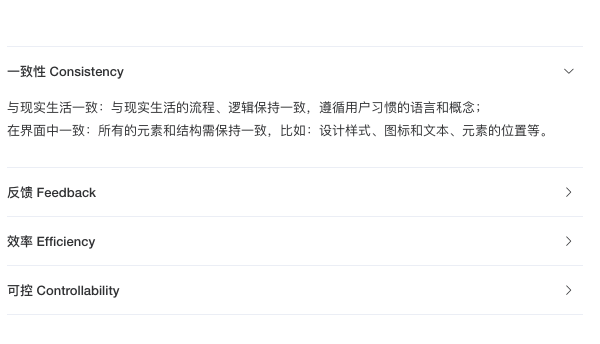 一致性 Consistency
与现实生活一致：与现实生活的流程、逻辑保持一致，遵循用户习惯的语言和概念；
在界面中一致：所有的元素和结构需保持一致，比如：设计样式、图标和文本、元素的位置等。
反馈 Feedback
效率 Efficiency
可控 Controllability